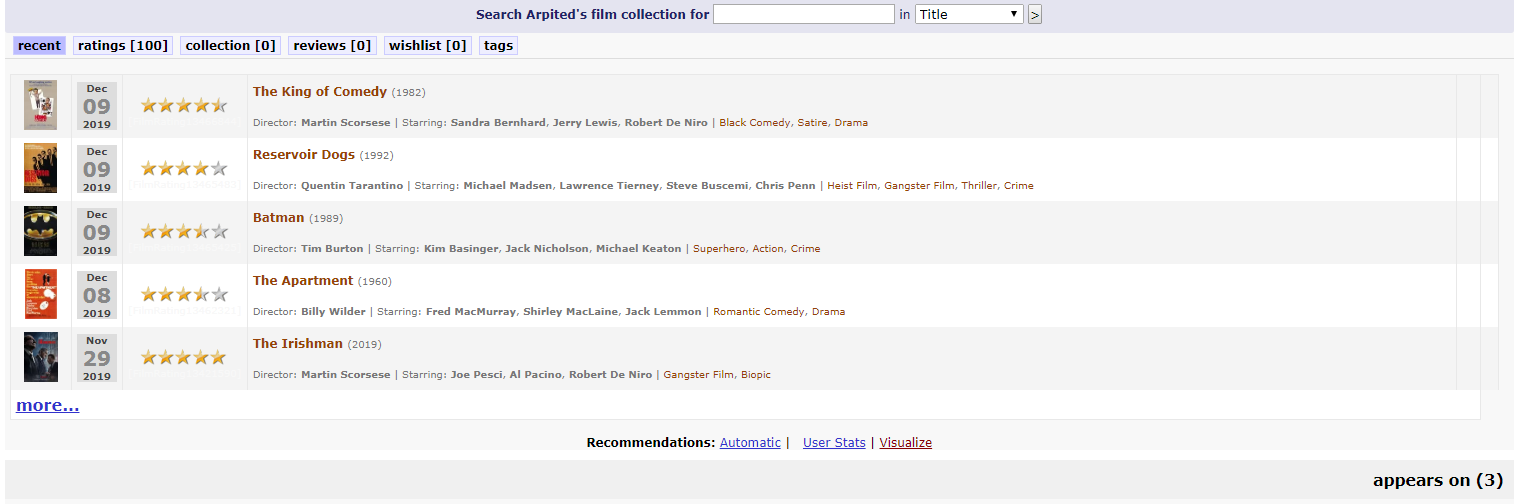 Search Arpited's film collection for in Title >
recent ratings [100] collection [0] reviews [0] wishlist [0] tags
Dec
09
2019
The King of Comedy (1982)
Director: Martin Scorsese | Starring: Sandra Bernhard, Jerry Lewis, Robert De Niro | Black Comedy, Satire, Drama
Dec
09
2019
Reservoir Dogs (1992)
Director: Quentin Tarantino | Starring: Michael Madsen, Lawrence Tierney, Steve Buscemi, Chris Penn | Heist Film, Gangster Film, Thriller, Crime
Dec
09
2019
Batman (1989)
Director: Tim Burton | Starring: Kim Basinger, Jack Nicholson, Michael Keaton | Superhero, Action, Crime
Dec
08
2019
The Apartment (1960)
Director: Billy Wilder | Starring: Fred MacMurray, Shirley MacLaine, Jack Lemmon | Romantic Comedy, Drama
Nov
29
2019
The Irishman (2019)
Director: Martin Scorsese | Starring: Joe Pesci, Al Pacino, Robert De Niro | Gangster Film, Biopic
more...
Recommendations: Automatic | User Stats | Visualize
appears on (3)